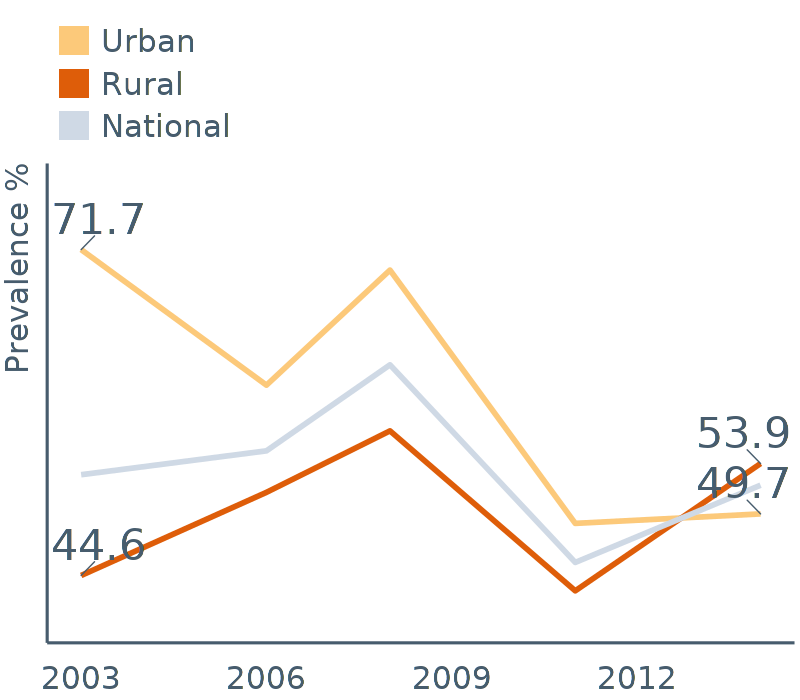 Urban
Rural
National
Prevalence %
71.7
44.6
53.9
49.7
2003 2006 2009 2012